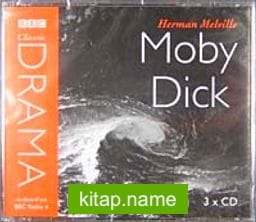 BBC
Classic
DRAMA
Herman Melville
Moby
Dick
3 x CD
kitap.name